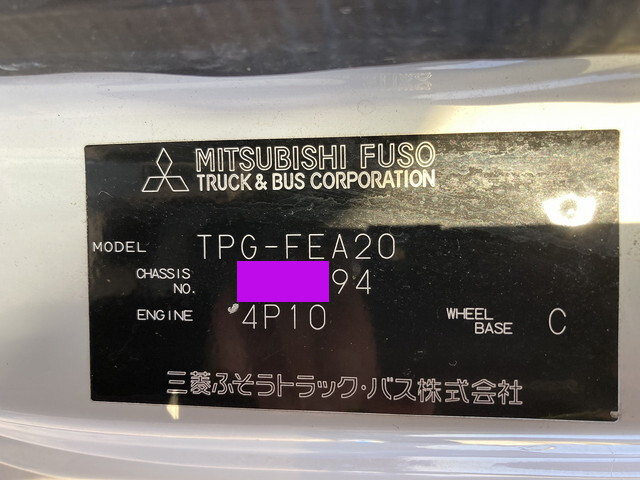 MITSUBISHI FUSO
TRUCK & BUS CORPORATION
MODEL TPG-FEA20
CHASSIS NO. 94
ENGINE 4P10 WHEEL BASE C
三菱ふそうトラック・バス株式会社